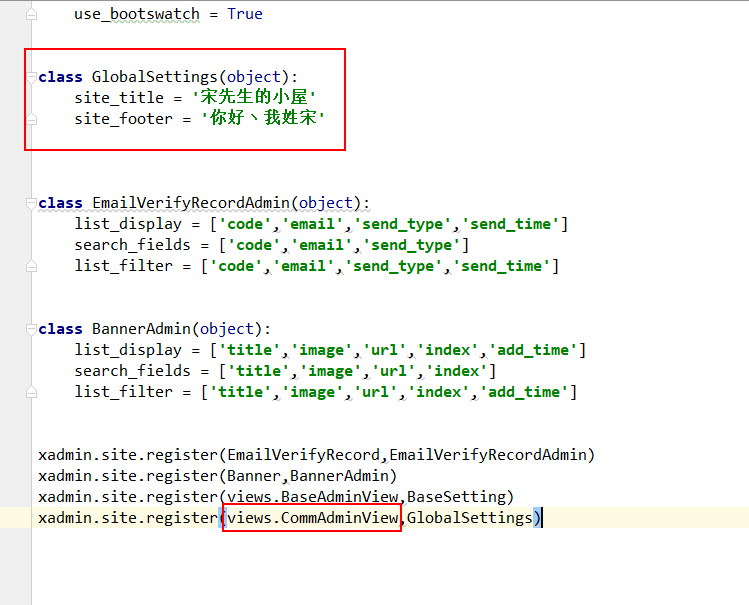 use_bootswatch = True
class GlobalSettings(object):
site_title = '宋先生的小屋'
site_footer = '你好丶我姓宋'
class EmailVerifyRecordAdmin(object):
list_display = ['code','email','send_type','send_time']
search_fields = ['code','email','send_type']
list_filter = ['code','email','send_type','send_time']
class BannerAdmin(object):
list_display = ['title','image','url','index','add_time']
search_fields = ['title','image','url','index']
list_filter = ['title','image','url','index','add_time']
xadmin.site.register(EmailVerifyRecord,EmailVerifyRecordAdmin)
xadmin.site.register(Banner,BannerAdmin)
xadmin.site.register(views.BaseAdminView,BaseSetting)
xadmin.site.register(views.CommAdminView,GlobalSettings)